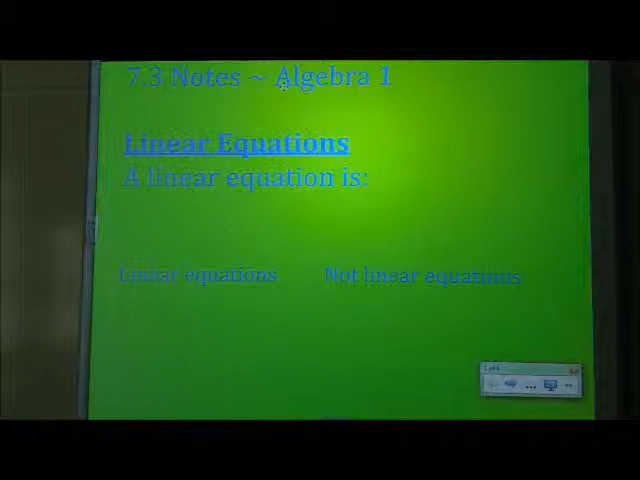 7.3 Notes ~ Algebra 1
Linear Equations
A linear equation is:
Linear equations Not linear equations